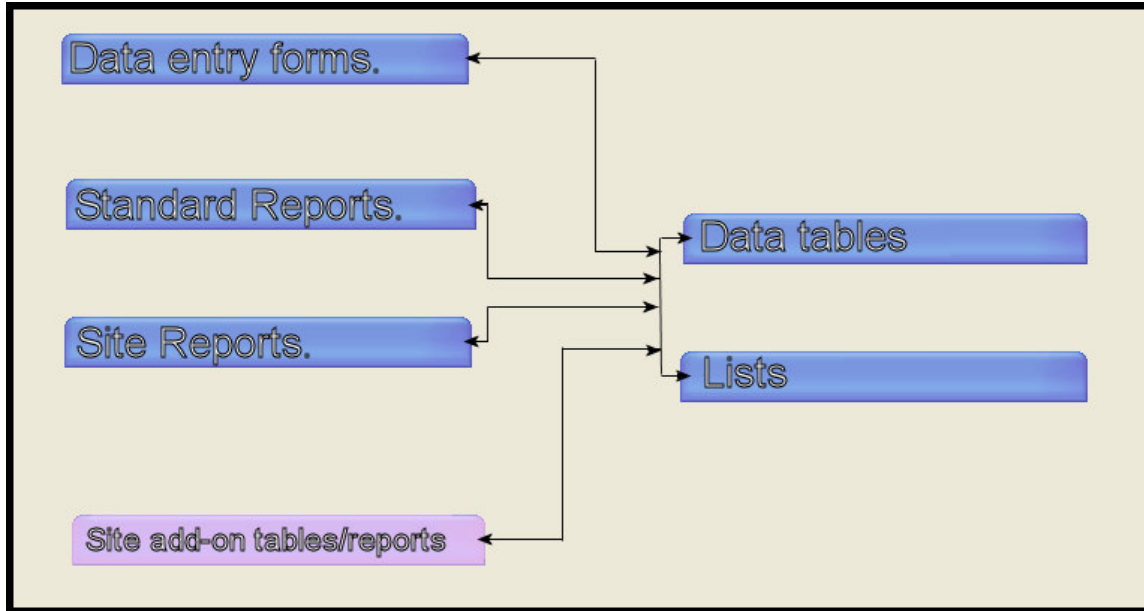 Data entry forms.
Standard Reports.
Data tables
Site Reports.
Lists
Site add-on tables/reports